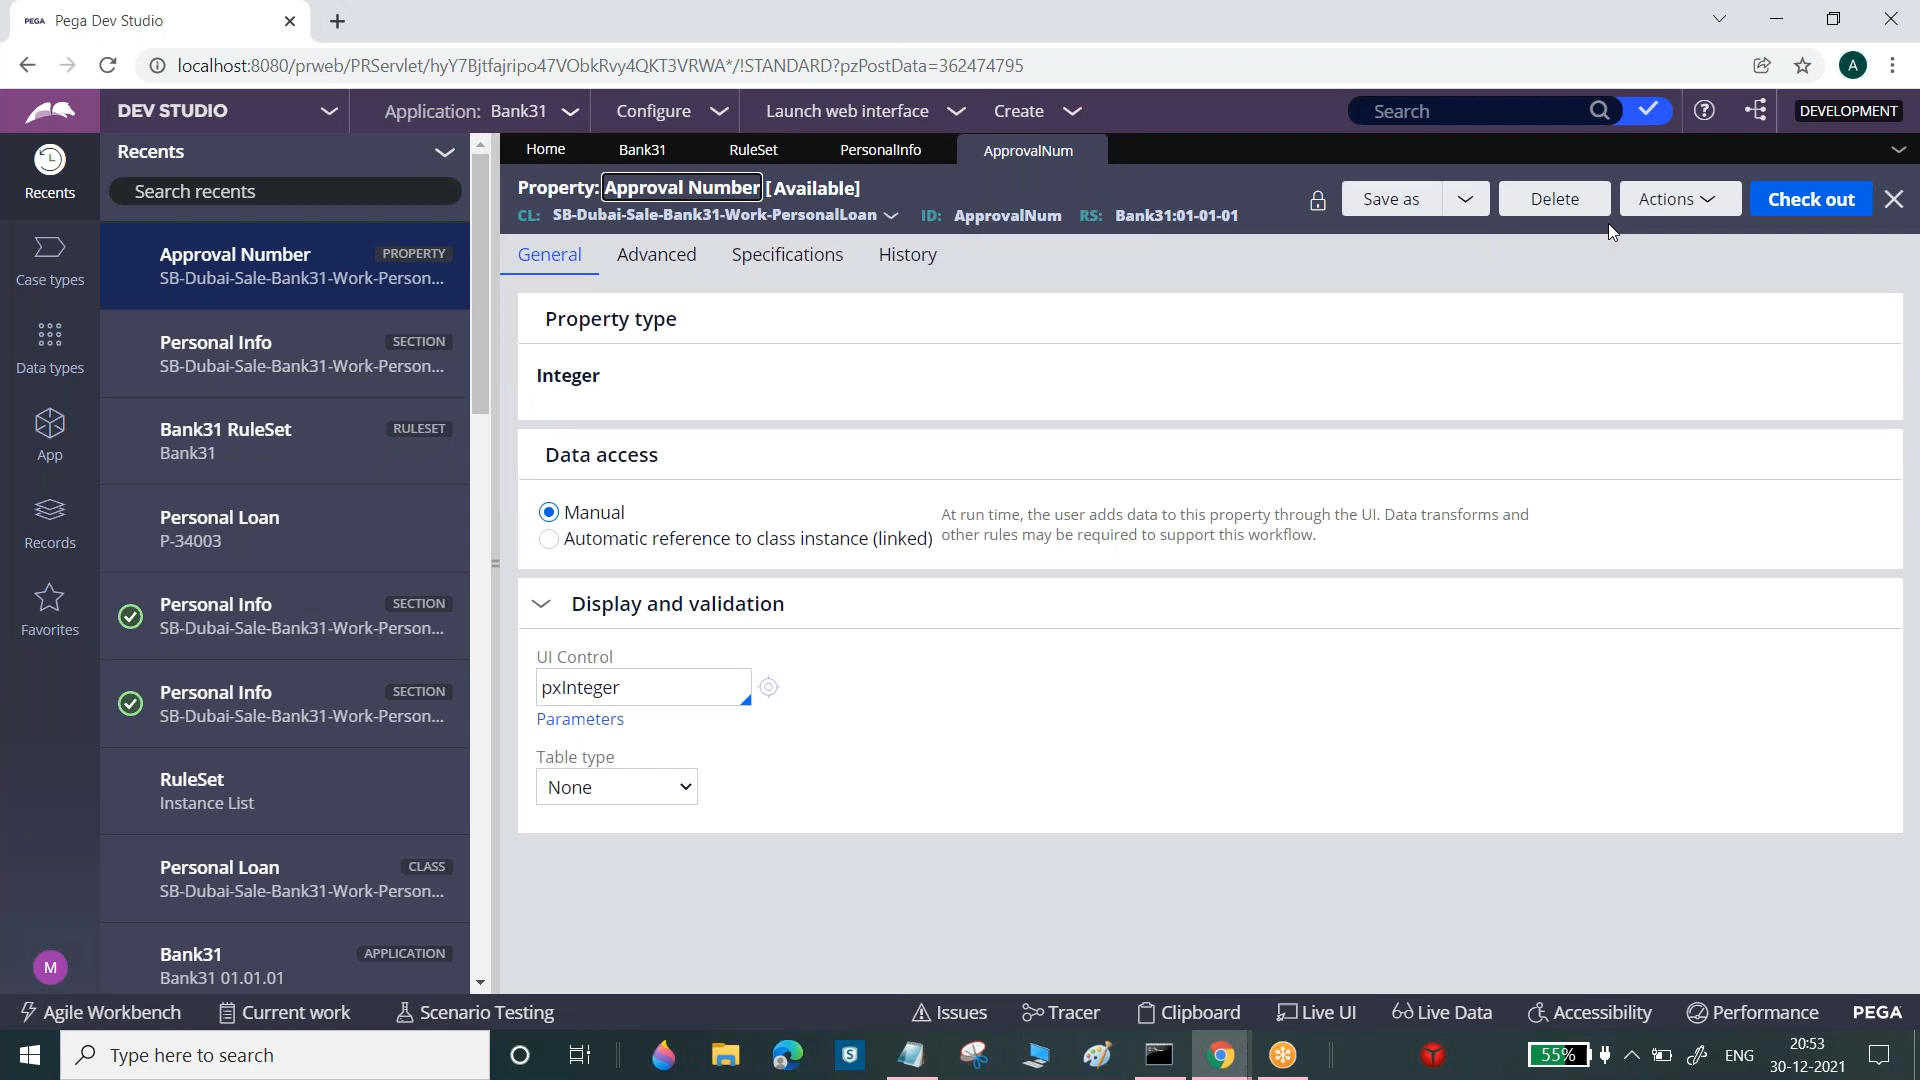 PEGA Pega Dev Studio
localhost:8080/prweb/PRServlet/hyY7Bjtfajripo47VObkRvy4QKT3VRWA*/!STANDARD?pzPostData=362474795
A
DEV STUDIO
Application: Bank31
Configure
Launch web interface
Create
Search
DEVELOPMENT
Recents
Case types
Data types
App
Records
Favorites
M
Recents
Search recents
Approval Number PROPERTY
SB-Dubai-Sale-Bank31-Work-Person...
Personal Info SECTION
SB-Dubai-Sale-Bank31-Work-Person...
Bank31 RuleSet RULESET
Bank31
Personal Loan
P-34003
Personal Info SECTION
SB-Dubai-Sale-Bank31-Work-Person...
Personal Info SECTION
SB-Dubai-Sale-Bank31-Work-Person...
RuleSet
Instance List
Personal Loan CLASS
SB-Dubai-Sale-Bank31-Work-Person...
Bank31 APPLICATION
Bank31 01.01.01
Home Bank31 RuleSet PersonalInfo ApprovalNum
Property: Approval Number [Available]
CL: SB-Dubai-Sale-Bank31-Work-PersonalLoan ID: ApprovalNum RS: Bank31:01-01-01
Save as Delete Actions Check out
General Advanced Specifications History
Property type
Integer
Data access
Manual
Automatic reference to class instance (linked)
At run time, the user adds data to this property through the UI. Data transforms and
other rules may be required to support this workflow.
Display and validation
UI Control
pxInteger
Parameters
Table type
None
Agile Workbench Current work Scenario Testing Issues Tracer Clipboard Live UI Live Data Accessibility Performance PEGA
Type here to search
55%
ENG
20:53
30-12-2021